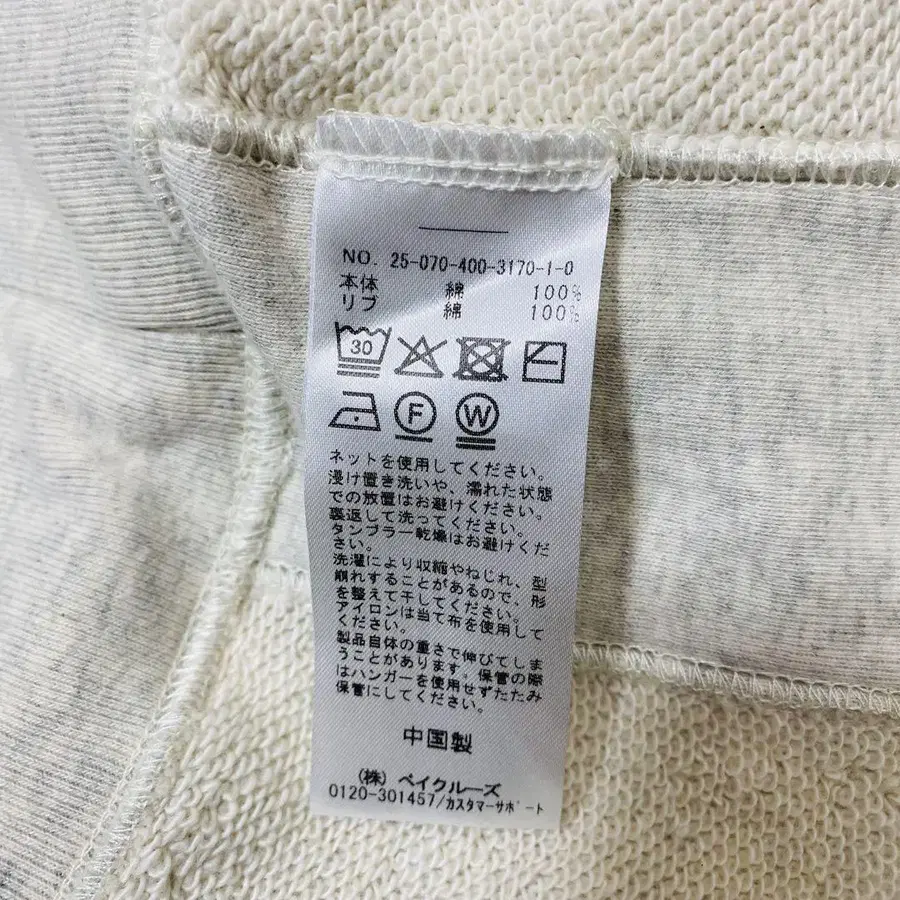 NO. 25-070-400-3170-1-0
本体 綿 100%
リブ 綿 100%
30
F W
ネットを使用してください。
浸け置き洗いや、濡れた状態
での放置はお避けください。
裏返して洗ってください。
タンブラー乾燥はお避けくだ
さい。
洗濯により収縮やねじれ、型
崩れすることがあるので、形
を整えて干してください。
アイロンは当て布を使用して
ください。
製品自体の重さで伸びてしま
うことがあります。保管の際
はハンガーを使用せずたたみ
保管にしてください。
中国製
(株) ベイクルーズ
0120-301457/カスタマーサポート